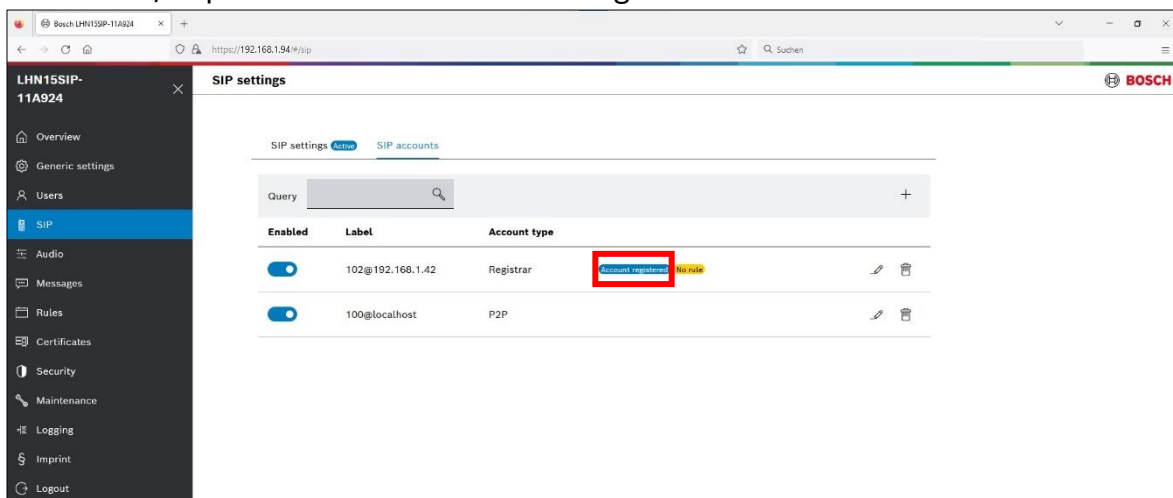 Bosch LHN15SIP-11A924
https://192.168.1.94/#/sip
Suchen
LHN15SIP-
11A924
SIP settings
BOSCH
Overview
Generic settings
Users
SIP
Audio
Messages
Rules
Certificates
Security
Maintenance
Logging
Imprint
Logout
SIP settings Active SIP accounts
Query
Enabled Label Account type
102@192.168.1.42 Registrar Account registered No rule
100@localhost P2P